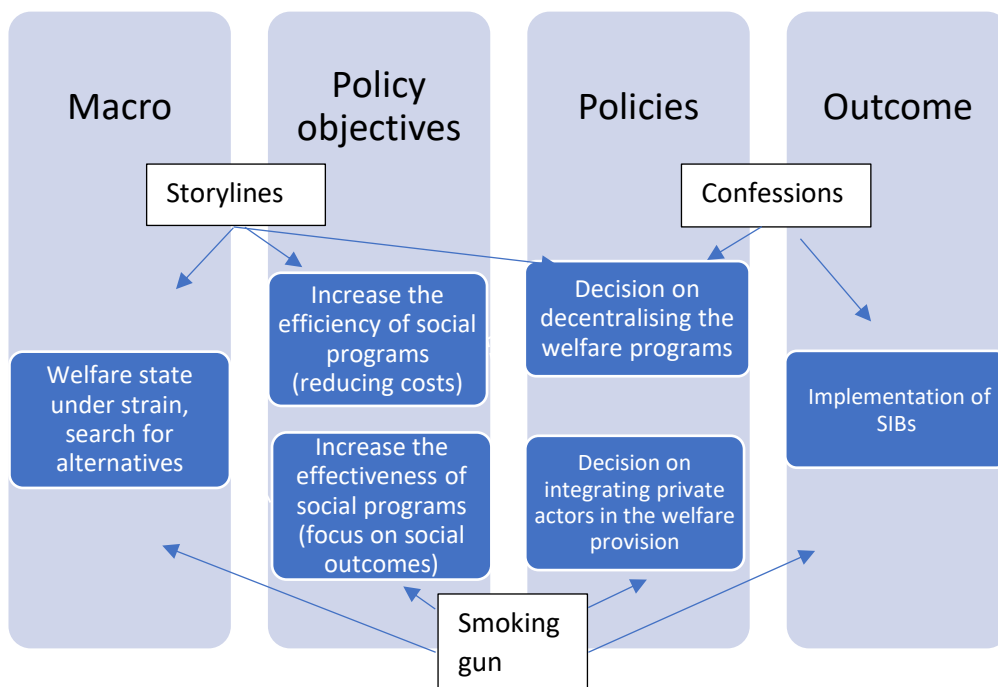 Macro
Policy
objectives
Policies
Outcome
Storylines
Confessions
Welfare state
under strain,
search for
alternatives
Increase the
efficiency of social
programs
(reducing costs)
Increase the
effectiveness of
social programs
(focus on social
outcomes)
Decision on
decentralising the
welfare programs
Decision on
integrating private
actors in the welfare
provision
Implementation of
SIBs
Smoking
gun